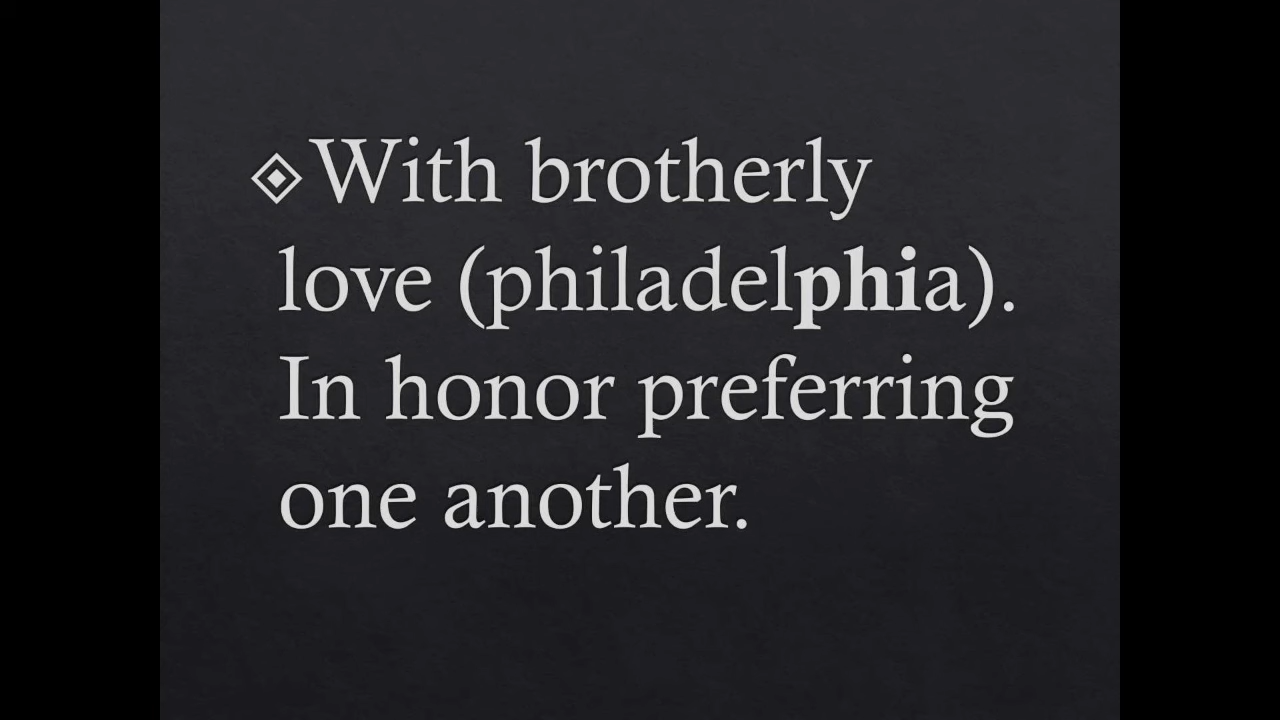 With brotherly
love (philadelphia).
In honor preferring
one another.